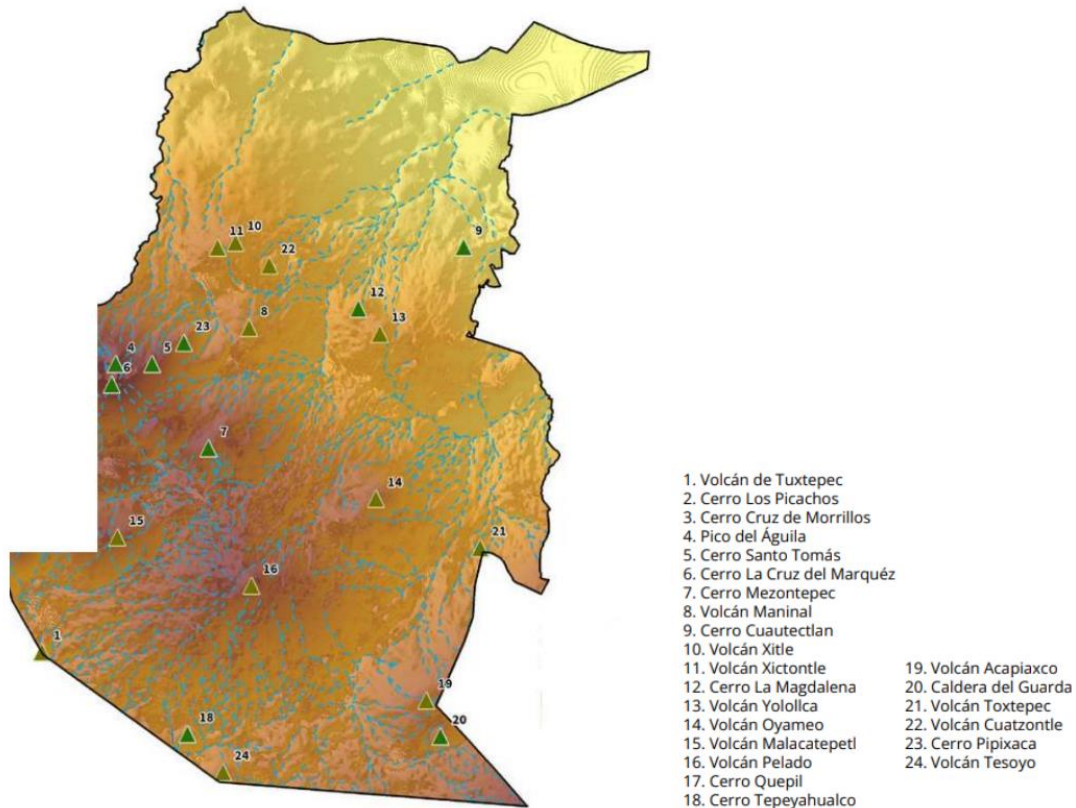 10
11
9
22
12
8
13
23
4
5
6
7
14
15
21
16
1
19
18
20
24
1. Volcán de Tuxtepec
2. Cerro Los Picachos
3. Cerro Cruz de Morrillos
4. Pico del Águila
5. Cerro Santo Tomás
6. Cerro La Cruz del Marquéz
7. Cerro Mezontepec
8. Volcán Maninal
9. Cerro Cuautectlan
10. Volcán Xitle
11. Volcán Xictontle
12. Cerro La Magdalena
13. Volcán Yolollca
14. Volcán Oyameo
15. Volcán Malacatepetl
16. Volcán Pelado
17. Cerro Quepil
18. Cerro Tepeyahualco
19. Volcán Acapiaxco
20. Caldera del Guarda
21. Volcán Toxtepec
22. Volcán Cuatzontle
23. Cerro Pipixaca
24. Volcán Tesoyo